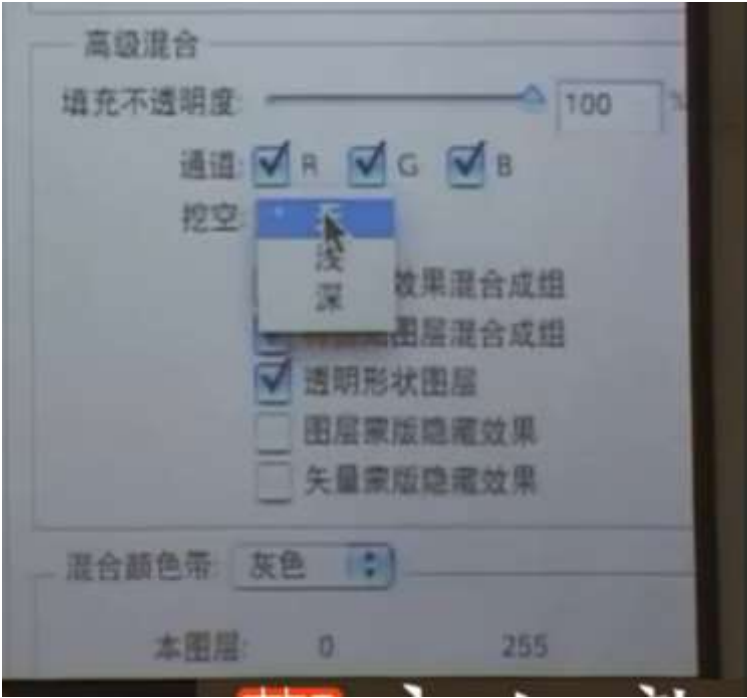 高级混合
填充不透明度: 100 %
通道: R G B
挖空:
浅
深
效果混合成组
图层混合成组
透明形状图层
图层蒙版隐藏效果
矢量蒙版隐藏效果
混合颜色带: 灰色
本图层: 0 255